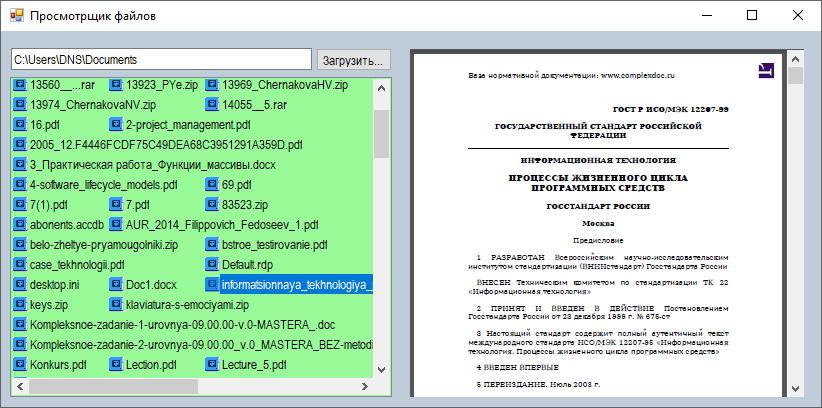 Просмотрщик файлов
C:\Users\DNS\Documents
Загрузить...
13560__...rar 13923_PYe.zip 13969_ChernakovaHV.zip
13974_ChernakovaNV.zip 14055__5.rar
16.pdf 2-project_management.pdf
2005_12.F4446FCDF75C49DEA68C3951291A359D.pdf
3_Практическая работа_Функции_массивы.docx
4-software_lifecycle_models.pdf 69.pdf
7(1).pdf 7.pdf 83523.zip
abonents.accdb AUR_2014_Filippovich_Fedoseev_1.pdf
belo-zheltye-pryamougolniki.zip bstroe_testirovanie.pdf
case_tekhnologii.pdf Default.rdp
desktop.ini Doc1.docx informatsionnaya_tekhnologiya_
keys.zip klaviatura-s-emociyami.zip
Kompleksnoe-zadanie-1-urovnya-09.00.00-v.0-MASTERA_.doc
Kompleksnoe-zadanie-2-urovnya-09.00.00_v.0_MASTERA_BEZ-metodi
Konkurs.pdf Lection.pdf Lecture_5.pdf
База нормативной документации: www.complexdoc.ru
ГОСТ Р ИСО/МЭК 12207-99
ГОСУДАРСТВЕННЫЙ СТАНДАРТ РОССИЙСКОЙ
ФЕДЕРАЦИИ
ИНФОРМАЦИОННАЯ ТЕХНОЛОГИЯ
ПРОЦЕССЫ ЖИЗНЕННОГО ЦИКЛА
ПРОГРАММНЫХ СРЕДСТВ
ГОССТАНДАРТ РОССИИ
Москва
Предисловие
1 РАЗРАБОТАН Всероссийским научно-исследовательским
институтом стандартизации (ВНИИстандарт) Госстандарта России
ВНЕСЕН Техническим комитетом по стандартизации ТК 22
«Информационная технология»
2 ПРИНЯТ И ВВЕДЕН В ДЕЙСТВИЕ Постановлением
Госстандарта России от 23 декабря 1999 г. № 675-ст
3 Настоящий стандарт содержит полный аутентичный текст
международного стандарта ИСО/МЭК 12207-95 «Информационная
технология. Процессы жизненного цикла программных средств»
4 ВВЕДЕН ВПЕРВЫЕ
5 ПЕРЕИЗДАНИЕ. Июль 2003 г.